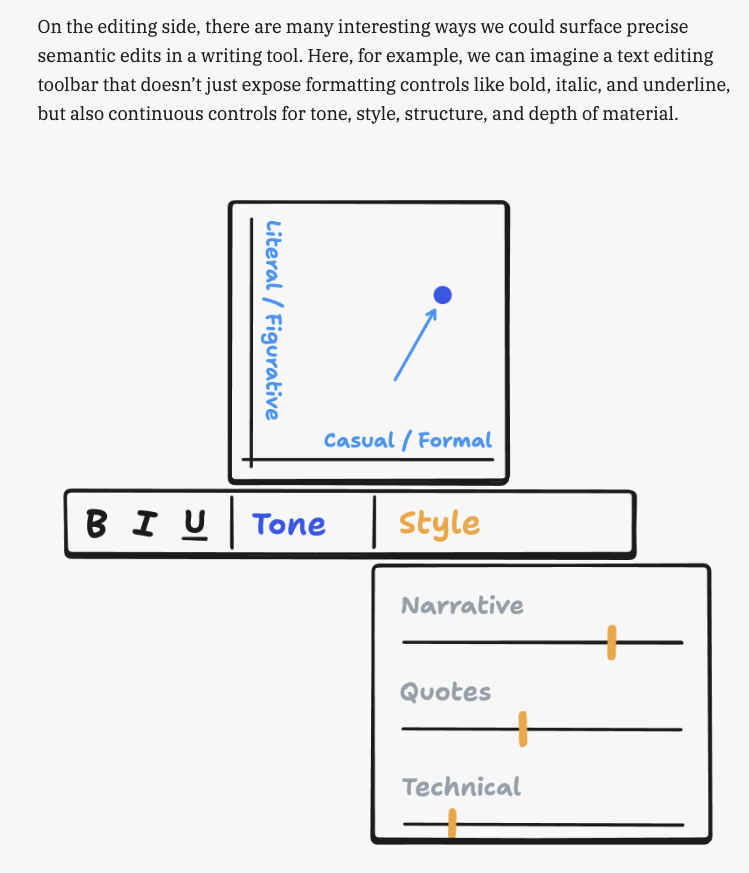 On the editing side, there are many interesting ways we could surface precise
semantic edits in a writing tool. Here, for example, we can imagine a text editing
toolbar that doesn’t just expose formatting controls like bold, italic, and underline,
but also continuous controls for tone, style, structure, and depth of material.
Literal / Figurative
Casual / Formal
B I U Tone Style
Narrative
Quotes
Technical